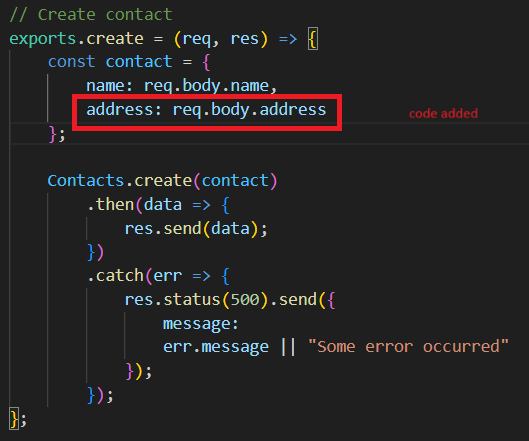 // Create contact
exports.create = (req, res) => {
    const contact = {
        name: req.body.name,
        address: req.body.address
code added
    };
    Contacts.create(contact)
        .then(data => {
            res.send(data);
        })
        .catch(err => {
            res.status(500).send({
                message:
                err.message || "Some error occurred"
            });
        });
};